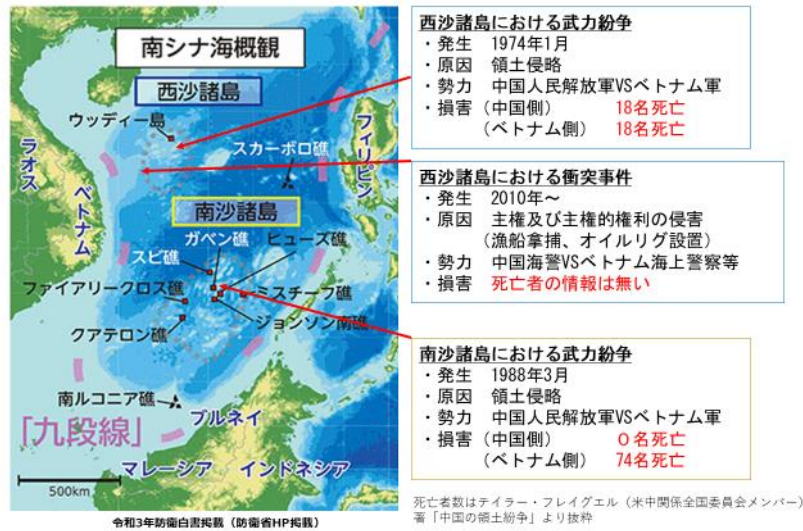 南シナ海概観
西沙諸島
ウッディー島
スカーボロ礁
フィリピン
ラオス
ベトナム
南沙諸島
ガベン礁
ヒューズ礁
スビ礁
ファイアリークロス礁
ミスチーフ礁
ジョンソン南礁
クアテロン礁
南ルコニア礁
ブルネイ
「九段線」
マレーシア
インドネシア
500km
令和3年防衛白書掲載（防衛省HP掲載）
西沙諸島における武力紛争
・発生　1974年1月
・原因　領土侵略
・勢力　中国人民解放軍VSベトナム軍
・損害（中国側）　18名死亡
（ベトナム側）　18名死亡
西沙諸島における衝突事件
・発生　2010年～
・原因　主権及び主権的権利の侵害
（漁船拿捕、オイルリグ設置）
・勢力　中国海警VSベトナム海上警察等
・損害　死亡者の情報は無い
南沙諸島における武力紛争
・発生　1988年3月
・原因　領土侵略
・勢力　中国人民解放軍VSベトナム軍
・損害（中国側）　０名死亡
（ベトナム側）　74名死亡
死亡者数はテイラー・フレイグエル（米中関係全国委員会メンバー）
著「中国の領土紛争」より抜粋